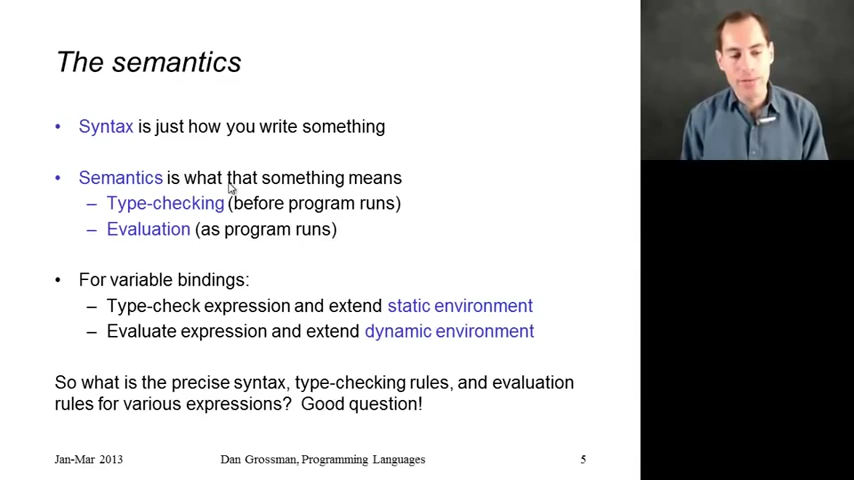 The semantics
• Syntax is just how you write something
• Semantics is what that something means
– Type-checking (before program runs)
– Evaluation (as program runs)
• For variable bindings:
– Type-check expression and extend static environment
– Evaluate expression and extend dynamic environment
So what is the precise syntax, type-checking rules, and evaluation
rules for various expressions? Good question!
Jan-Mar 2013 Dan Grossman, Programming Languages 5